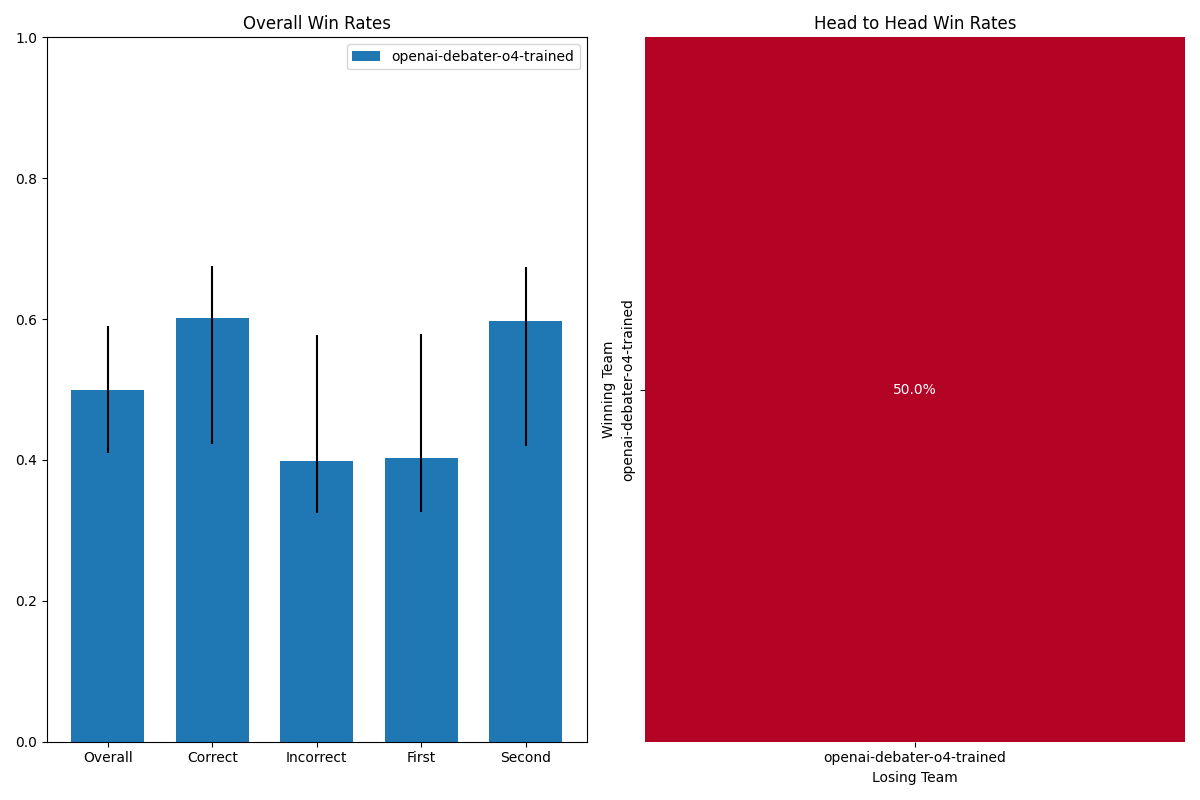 Overall Win Rates
openai-debater-o4-trained
1.0
0.8
0.6
0.4
0.2
0.0
Overall
Correct
Incorrect
First
Second
Head to Head Win Rates
Winning Team
openai-debater-o4-trained
50.0%
openai-debater-o4-trained
Losing Team